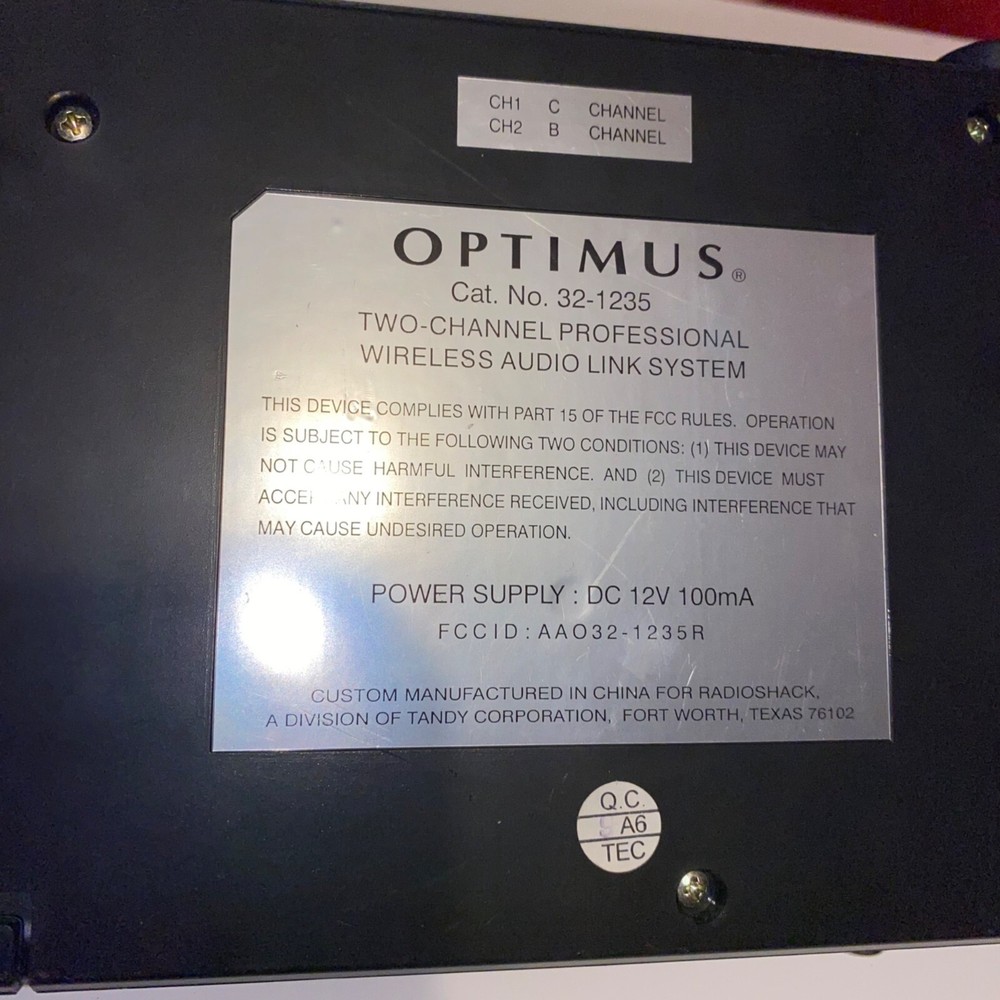 CH1 C CHANNEL
CH2 B CHANNEL
OPTIMUS®
Cat. No. 32-1235
TWO-CHANNEL PROFESSIONAL
WIRELESS AUDIO LINK SYSTEM
THIS DEVICE COMPLIES WITH PART 15 OF THE FCC RULES. OPERATION
IS SUBJECT TO THE FOLLOWING TWO CONDITIONS: (1) THIS DEVICE MAY
NOT CAUSE HARMFUL INTERFERENCE. AND (2) THIS DEVICE MUST
INTERFERENCE RECEIVED, INCLUDING INTERFERENCE THAT
MAY CAUSE UNDESIRED OPERATION.
POWER SUPPLY : DC 12V 100mA
FCCID : AAO32-1235R
CUSTOM MANUFACTURED IN CHINA FOR RADIOSHACK,
A DIVISION OF TANDY CORPORATION, FORT WORTH, TEXAS 76102
Q.C.
A6
TEC